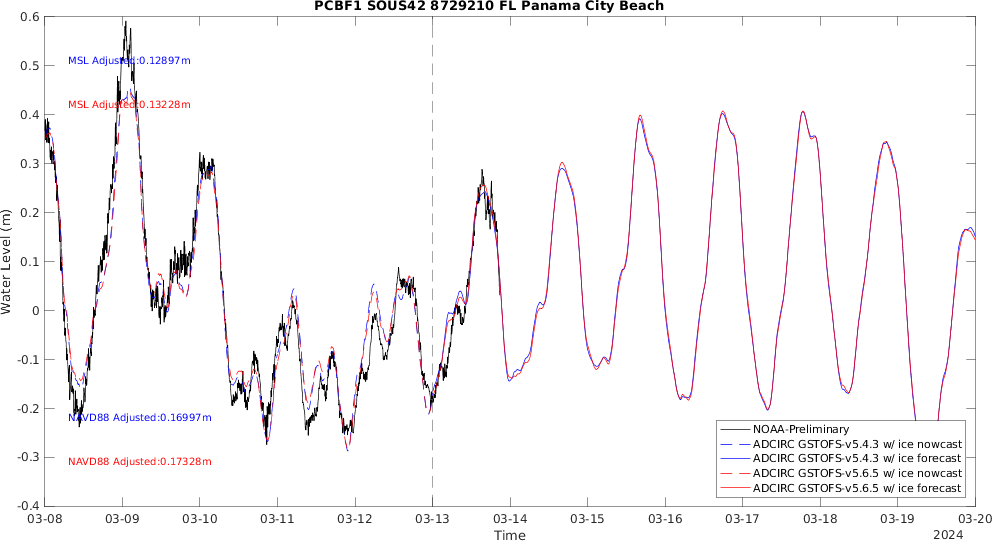 PCBF1 SOUS42 8729210 FL Panama City Beach
0.6
0.5
0.4
0.3
0.2
0.1
0
-0.1
-0.2
-0.3
-0.4
Water Level (m)
MSL Adjusted:0.12897m
MSL Adjusted:0.13228m
NAVD88 Adjusted:0.16997m
NAVD88 Adjusted:0.17328m
NOAA-Preliminary
ADCIRC GSTOFS-v5.4.3 w/ ice nowcast
ADCIRC GSTOFS-v5.4.3 w/ ice forecast
ADCIRC GSTOFS-v5.6.5 w/ ice nowcast
ADCIRC GSTOFS-v5.6.5 w/ ice forecast
03-08 03-09 03-10 03-11 03-12 03-13 03-14 03-15 03-16 03-17 03-18 03-19 03-20
Time
2024